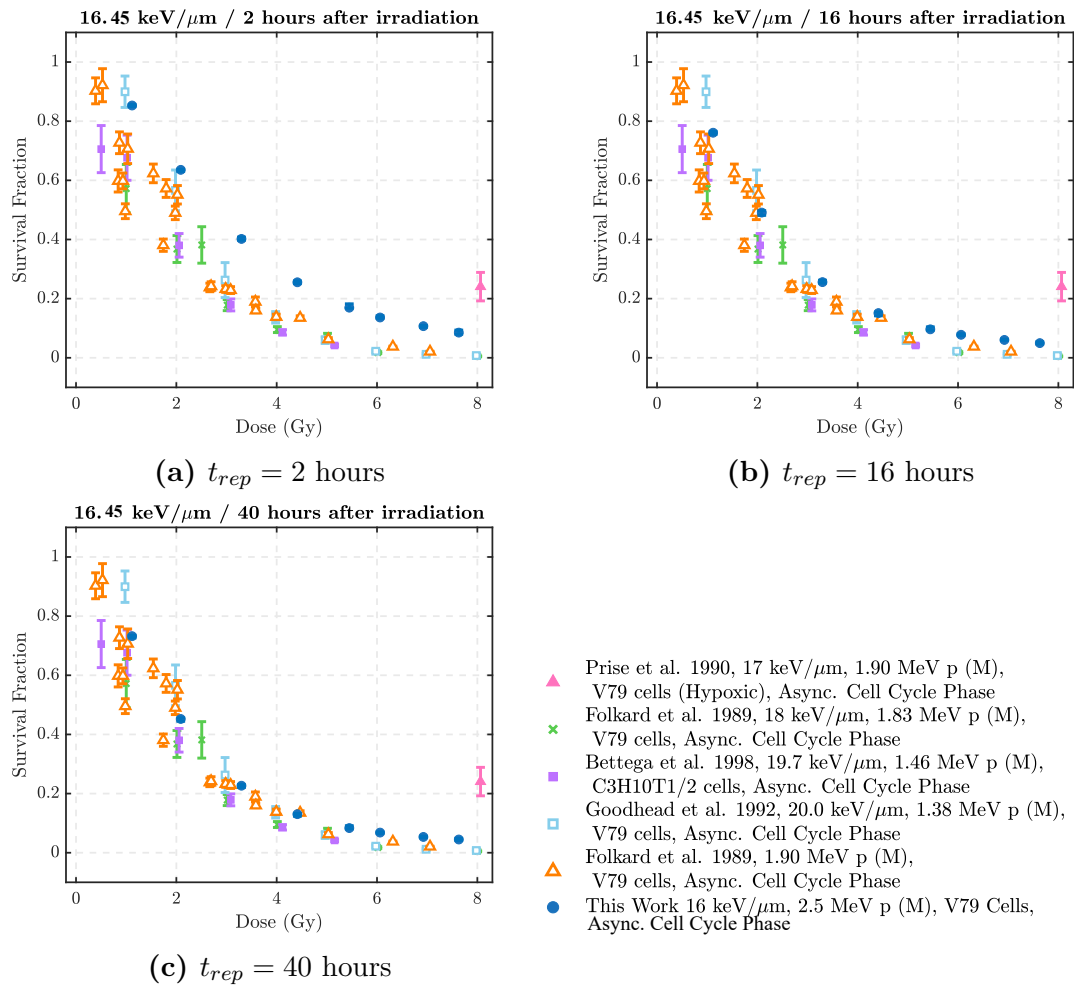 16.45 keV/μm / 2 hours after irradiation
1
0.8
0.6
0.4
0.2
0
Survival Fraction
0 2 4 6 8
Dose (Gy)
(a) t_rep = 2 hours
16.45 keV/μm / 16 hours after irradiation
1
0.8
0.6
0.4
0.2
0
Survival Fraction
0 2 4 6 8
Dose (Gy)
(b) t_rep = 16 hours
16.45 keV/μm / 40 hours after irradiation
1
0.8
0.6
0.4
0.2
0
Survival Fraction
0 2 4 6 8
Dose (Gy)
(c) t_rep = 40 hours
Prise et al. 1990, 17 keV/μm, 1.90 MeV p (M),
V79 cells (Hypoxic), Async. Cell Cycle Phase
Folkard et al. 1989, 18 keV/μm, 1.83 MeV p (M),
V79 cells, Async. Cell Cycle Phase
Bettega et al. 1998, 19.7 keV/μm, 1.46 MeV p (M),
C3H10T1/2 cells, Async. Cell Cycle Phase
Goodhead et al. 1992, 20.0 keV/μm, 1.38 MeV p (M),
V79 cells, Async. Cell Cycle Phase
Folkard et al. 1989, 1.90 MeV p (M),
V79 cells, Async. Cell Cycle Phase
This Work 16 keV/μm, 2.5 MeV p (M), V79 Cells,
Async. Cell Cycle Phase